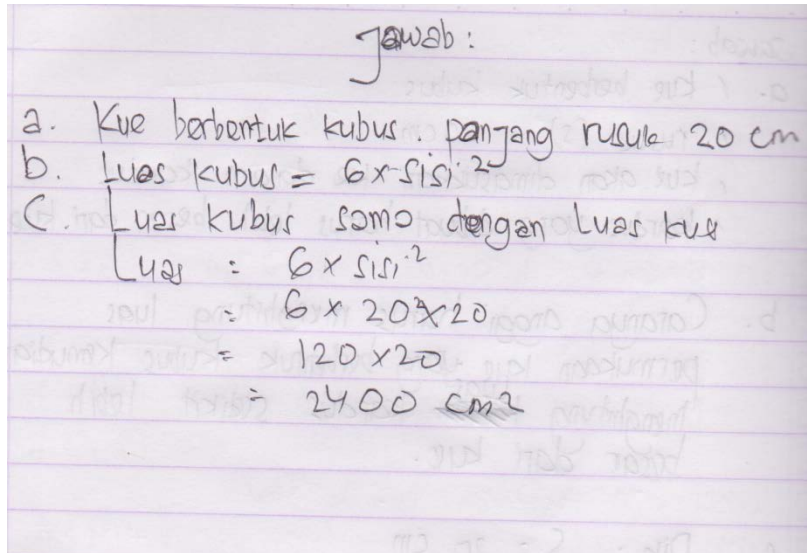 Jawab :
a. Kue berbentuk kubus. panjang rusuk 20 cm
b. Luas kubus = 6 x sisi²
C. Luas kubus samo dengan Luas kue
Luas : 6 x sisi²
= 6 x 20 x 20
= 120 x 20
= 2400 cm2